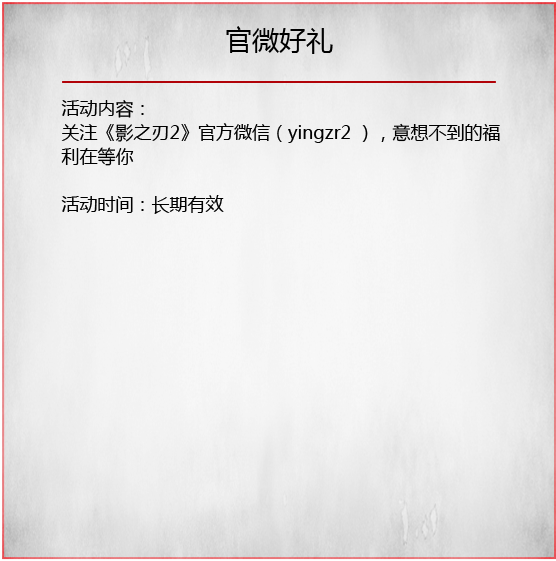 官微好礼
活动内容：
关注《影之刃2》官方微信（yingzr2 ），意想不到的福
利在等你
活动时间：长期有效